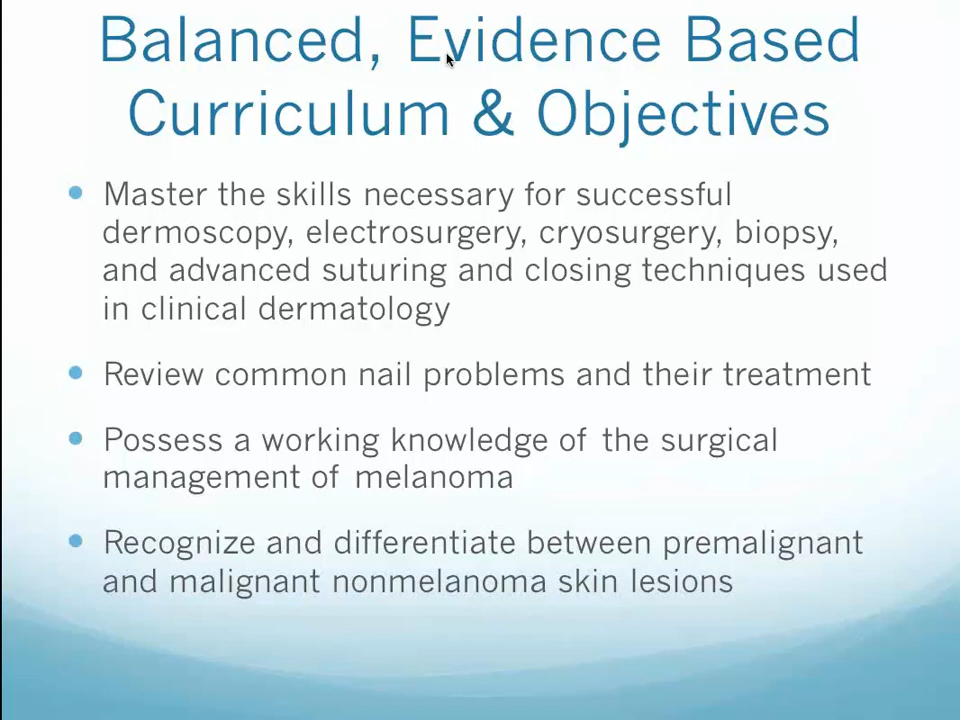 Balanced, Evidence Based
Curriculum & Objectives
• Master the skills necessary for successful
dermoscopy, electrosurgery, cryosurgery, biopsy,
and advanced suturing and closing techniques used
in clinical dermatology
• Review common nail problems and their treatment
• Possess a working knowledge of the surgical
management of melanoma
• Recognize and differentiate between premalignant
and malignant nonmelanoma skin lesions